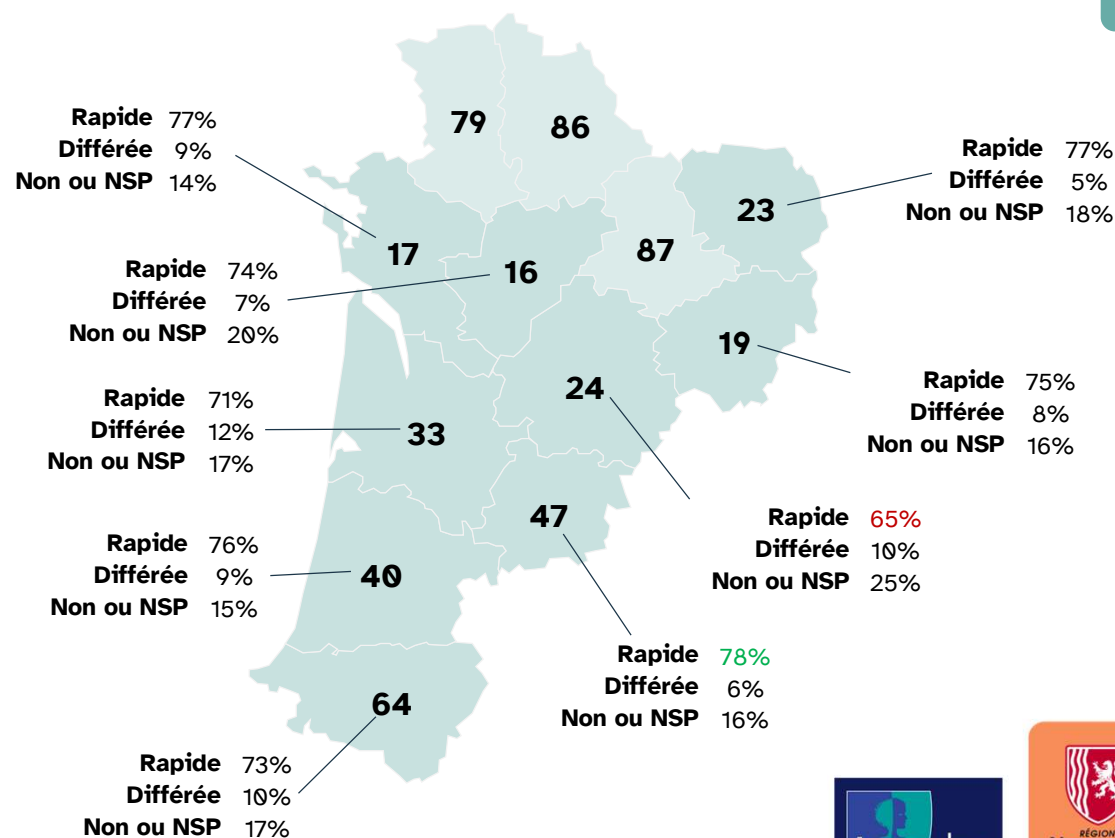 79
86
Rapide 77%
Différée 9%
Non ou NSP 14%
17
Rapide 77%
Différée 5%
Non ou NSP 18%
23
87
Rapide 74%
Différée 7%
Non ou NSP 20%
16
19
Rapide 75%
Différée 8%
Non ou NSP 16%
24
Rapide 71%
Différée 12%
Non ou NSP 17%
33
Rapide 65%
Différée 10%
Non ou NSP 25%
47
Rapide 76%
Différée 9%
Non ou NSP 15%
40
Rapide 78%
Différée 6%
Non ou NSP 16%
64
Rapide 73%
Différée 10%
Non ou NSP 17%
RÉGION